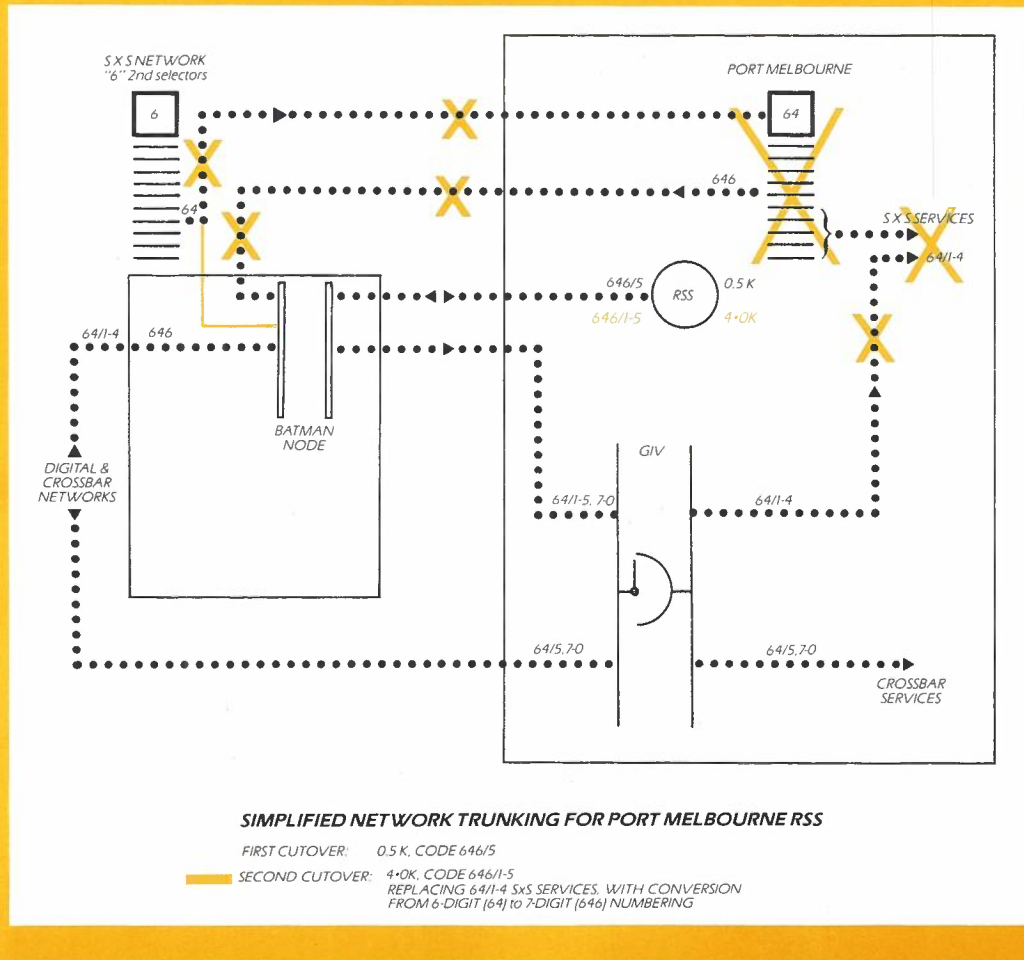 S X S NETWORK
"6" 2nd selectors
PORT MELBOURNE
6
64
646
64
S X S SERVICES
64/1-4
646/5
RSS
0.5 K
646/1-5
4•0K
64/1-4
646
BATMAN
NODE
GIV
DIGITAL &
CROSSBAR
NETWORKS
64/1-5, 7-0
64/1-4
64/5,7-0
64/5,7-0
CROSSBAR
SERVICES
SIMPLIFIED NETWORK TRUNKING FOR PORT MELBOURNE RSS
FIRST CUTOVER: 0.5 K, CODE 646/5
SECOND CUTOVER: 4•0K, CODE 646/1-5
REPLACING 64/1-4 SxS SERVICES, WITH CONVERSION
FROM 6-DIGIT (64) to 7-DIGIT (646) NUMBERING